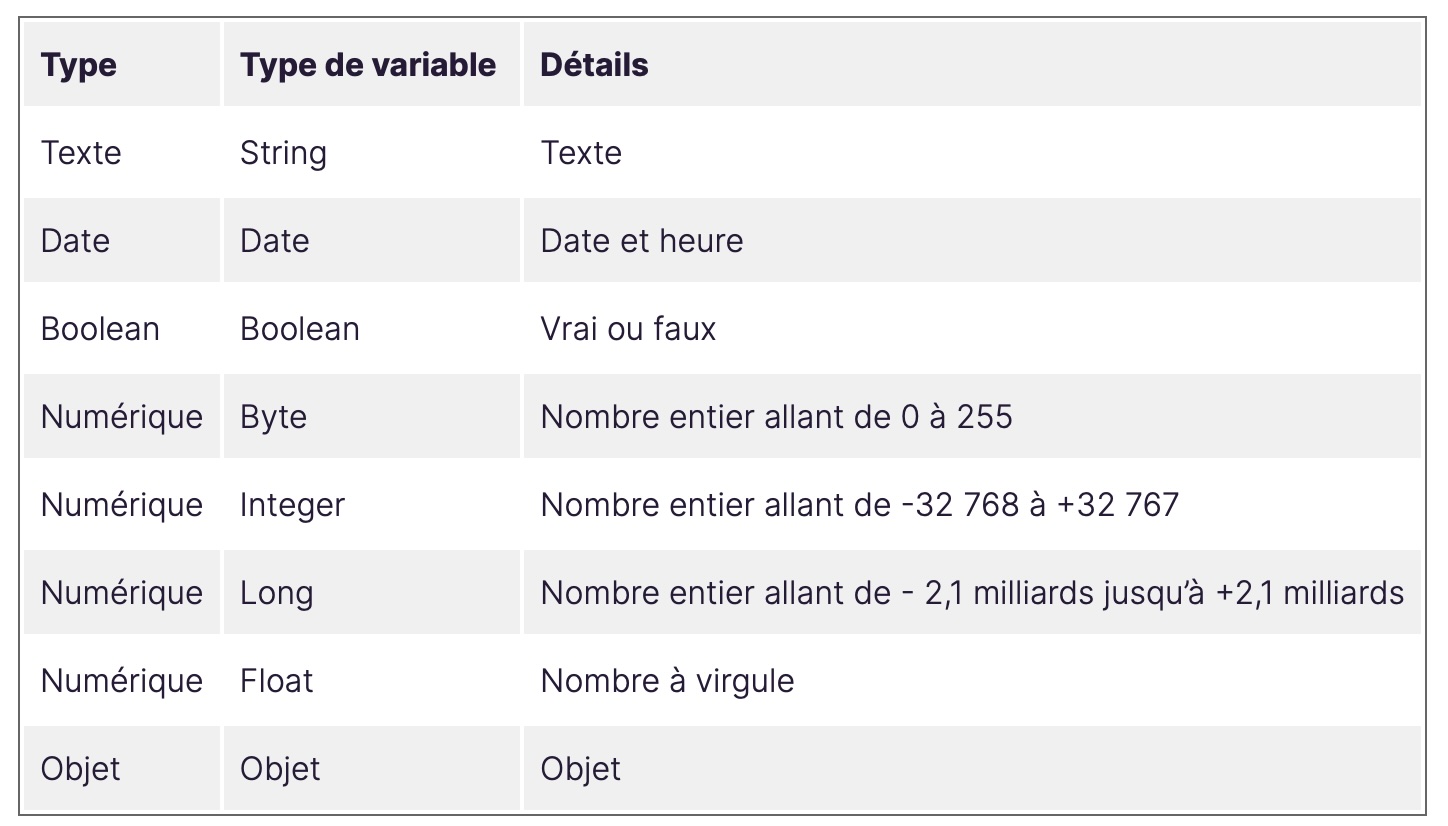 Type Type de variable Détails
Texte String Texte
Date Date Date et heure
Boolean Boolean Vrai ou faux
Numérique Byte Nombre entier allant de 0 à 255
Numérique Integer Nombre entier allant de -32 768 à +32 767
Numérique Long Nombre entier allant de - 2,1 milliards jusqu’à +2,1 milliards
Numérique Float Nombre à virgule
Objet Objet Objet